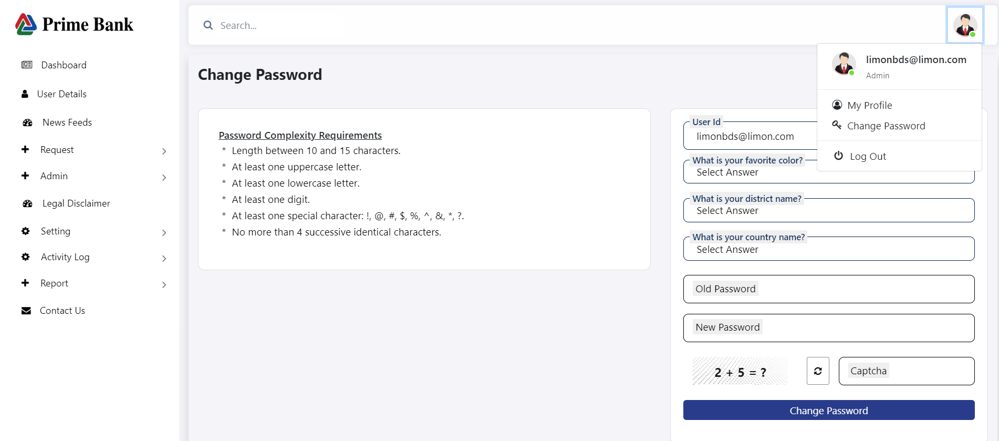 Prime Bank
Dashboard
User Details
News Feeds
Request
Admin
Legal Disclaimer
Setting
Activity Log
Report
Contact Us
Search...
limonbds@limon.com
Admin
My Profile
Change Password
Log Out
Change Password
Password Complexity Requirements
* Length between 10 and 15 characters.
* At least one uppercase letter.
* At least one lowercase letter.
* At least one digit.
* At least one special character: !, @, #, $, %, ^, &, *, ?.
* No more than 4 successive identical characters.
User Id
limonbds@limon.com
What is your favorite color?
Select Answer
What is your district name?
Select Answer
What is your country name?
Select Answer
Old Password
New Password
2 + 5 = ?
Captcha
Change Password